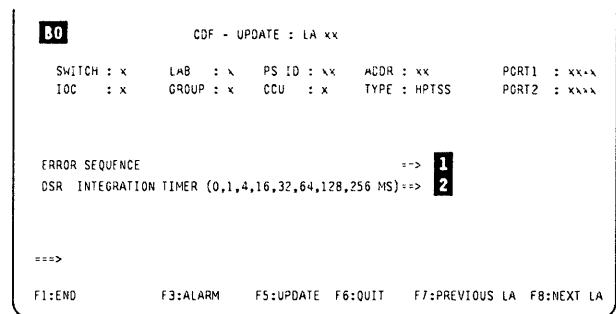 B0 CDF - UPDATE : LA xx
SWITCH : x LAB : x PS ID : xx ADDR : xx PORT1 : xxxx
IOC : x GROUP : x CCU : x TYPE : HPTSS PORT2 : xxxx
ERROR SEQUENCE ==> 1
DSR INTEGRATION TIMER (0,1,4,16,32,64,128,256 MS)==> 2
===>
F1:END F3:ALARM F5:UPDATE F6:QUIT F7:PREVIOUS LA F8:NEXT LA